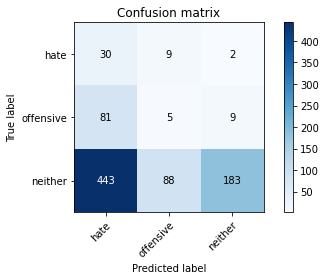 Confusion matrix
hate 30 9 2
offensive 81 5 9
neither 443 88 183
hate offensive neither
True label
Predicted label
400
350
300
250
200
150
100
50